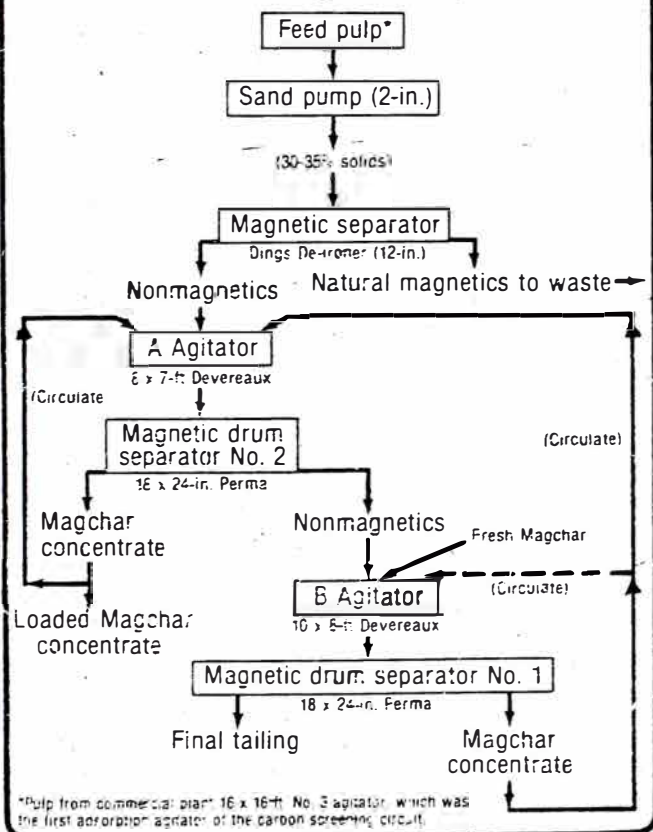 Feed pulp*
Sand pump (2-in.)
(30-35% solids)
Magnetic separator
Dings De-ironer (12-in.)
Nonmagnetics
Natural magnetics to waste
A Agitator
x 7-ft Devereaux
(Circulate
(Circulate)
Magnetic drum
separator No. 2
x 24-in. Perma
Magchar
concentrate
Nonmagnetics
Fresh Magchar
(Circulate)
B Agitator
Devereaux
Loaded Magchar
concentrate
Magnetic drum separator No. 1
18 x 24-in. Perma
Final tailing
Magchar
concentrate
*Pulp from commercial plant 16 x 16-ft No. 3 agitator, which was
the first adsorption agitator of the carbon screening circuit.